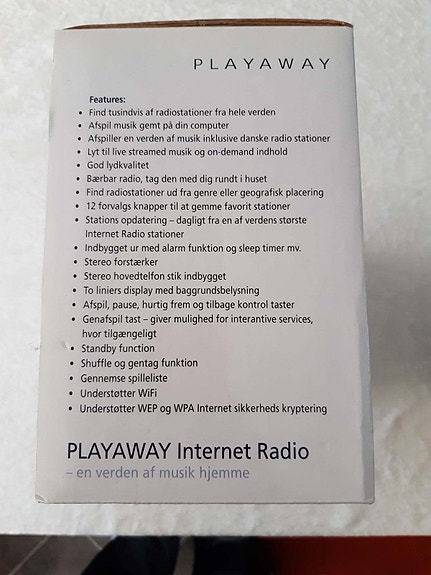 PLAYAWAY
Features:
• Find tusindvis af radiostationer fra hele verden
• Afspil musik gemt på din computer
• Afspiller en verden af musik inklusive danske radio stationer
• Lyt til live streamed musik og on-demand indhold
• God lydkvalitet
• Bærbar radio, tag den med dig rundt i huset
• Find radiostationer ud fra genre eller geografisk placering
• 12 forvalgs knapper til at gemme favorit stationer
• Stations opdatering – dagligt fra en af verdens største
Internet Radio stationer
• Indbygget ur med alarm funktion og sleep timer mv.
• Stereo forstærker
• Stereo hovedtelfon stik indbygget
• To liniers display med baggrundsbelysning
• Afspil, pause, hurtig frem og tilbage kontrol taster
• Genafspil tast – giver mulighed for interantive services,
hvor tilgængeligt
• Standby function
• Shuffle og gentag funktion
• Gennemse spilleliste
• Understøtter WiFi
• Understøtter WEP og WPA Internet sikkerheds kryptering
PLAYAWAY Internet Radio
– en verden af musik hjemme